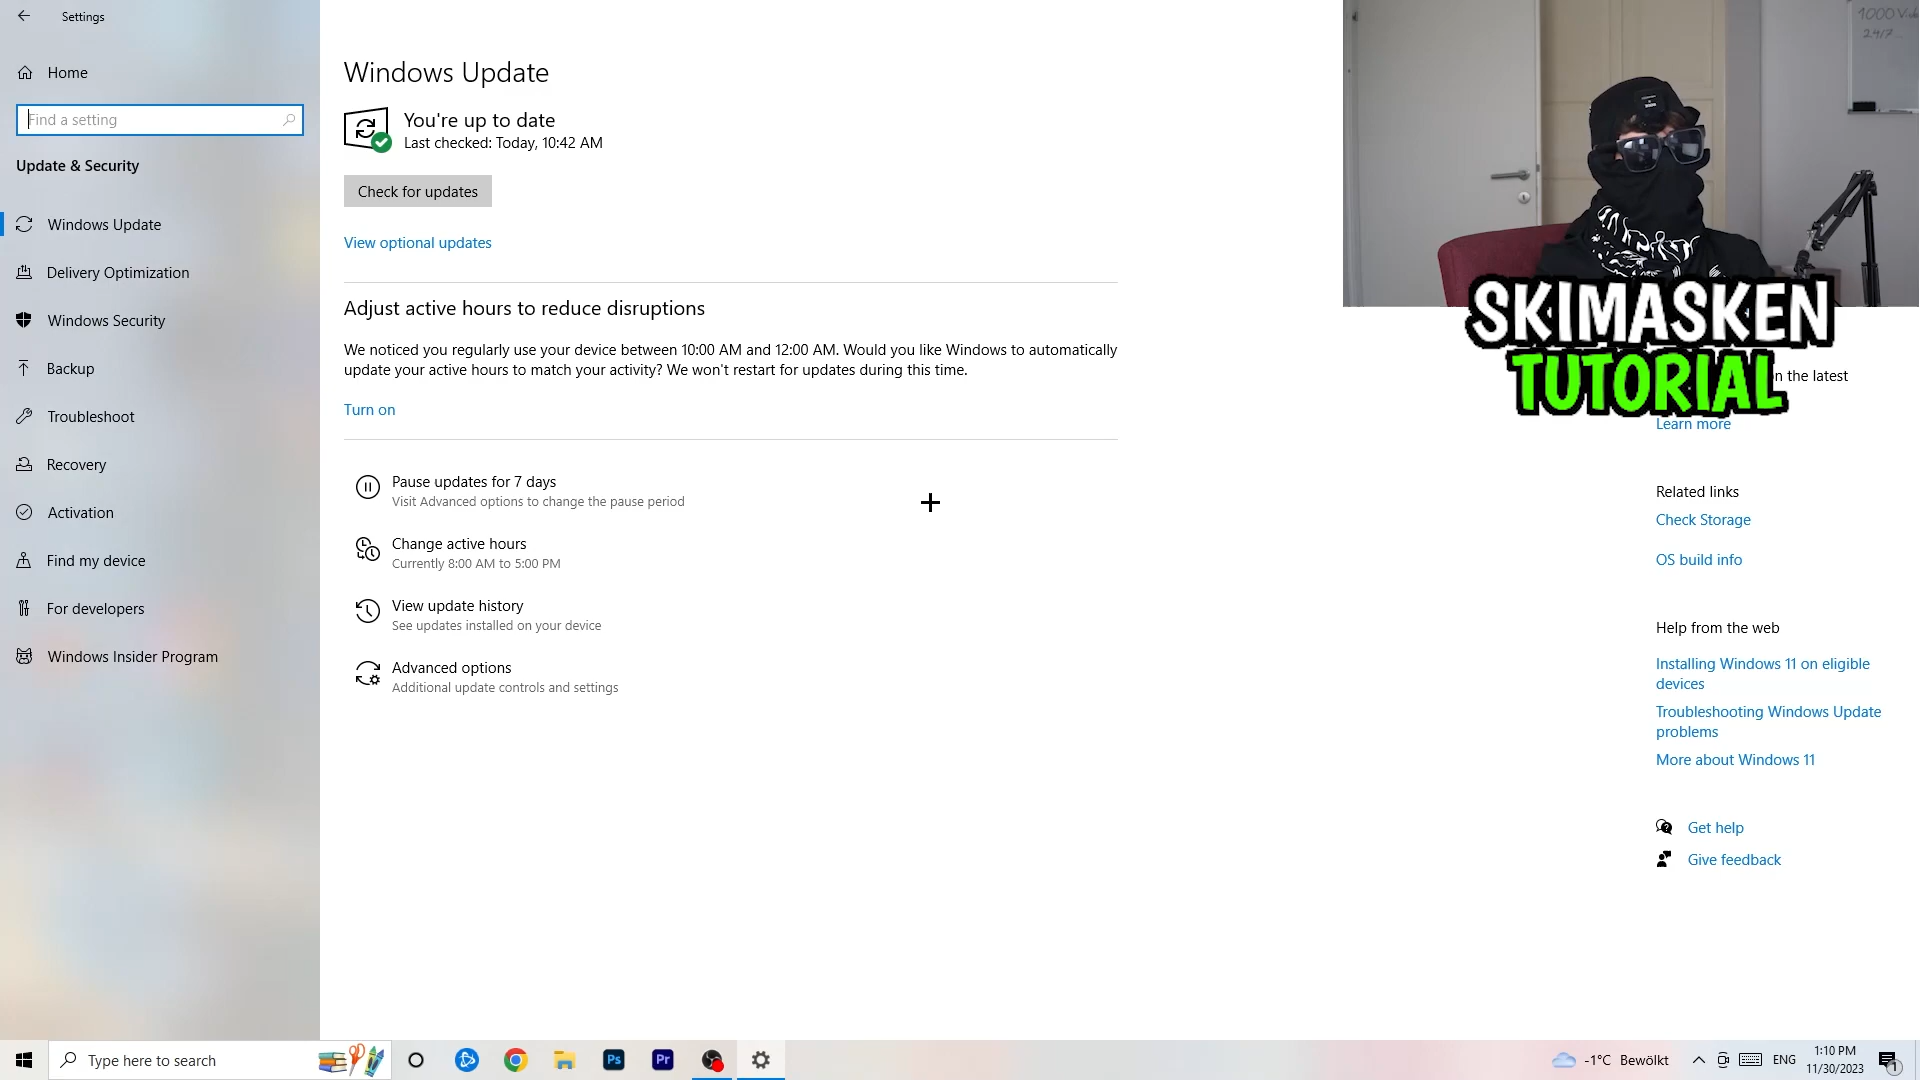 Settings
Home
Find a setting
Update & Security
Windows Update
Delivery Optimization
Windows Security
Backup
Troubleshoot
Recovery
Activation
Find my device
For developers
Windows Insider Program
Windows Update
You're up to date
Last checked: Today, 10:42 AM
Check for updates
View optional updates
Adjust active hours to reduce disruptions
We noticed you regularly use your device between 10:00 AM and 12:00 AM. Would you like Windows to automatically
update your active hours to match your activity? We won't restart for updates during this time.
Turn on
Pause updates for 7 days
Visit Advanced options to change the pause period
Change active hours
Currently 8:00 AM to 5:00 PM
View update history
See updates installed on your device
Advanced options
Additional update controls and settings
1000
24/7
SKIMASKEN
TUTORIAL
on the latest
Learn more
Related links
Check Storage
OS build info
Help from the web
Installing Windows 11 on eligible
devices
Troubleshooting Windows Update
problems
More about Windows 11
Get help
Give feedback
Type here to search
Ps
Pr
-1°C Bewölkt
ENG
1:10 PM
11/30/2023
1